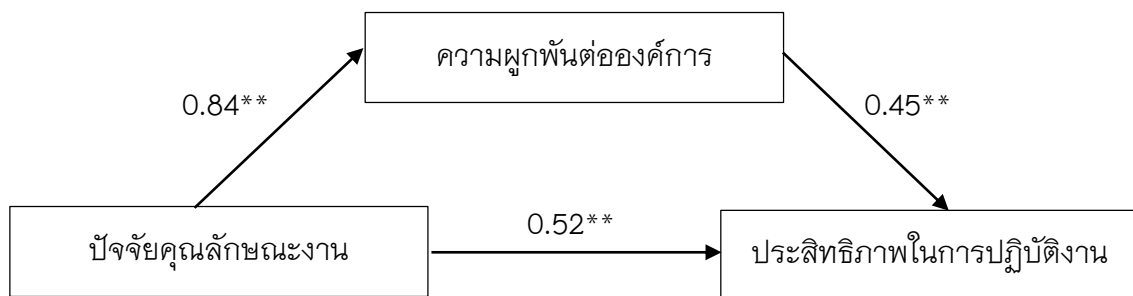 ความผูกพันต่อองค์การ
0.84**
0.45**
0.52**
ปัจจัยคุณลักษณะงาน
ประสิทธิภาพในการปฏิบัติงาน